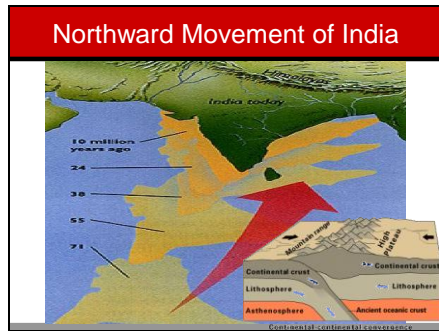 Northward Movement of India
Himalayas
India today
10 million
years ago
24
38
55
71
Mountain range
High
Plateau
Continental crust
Continental crust
Lithosphere
Lithosphere
Asthenosphere
Ancient oceanic crust
Continental-continental convergence